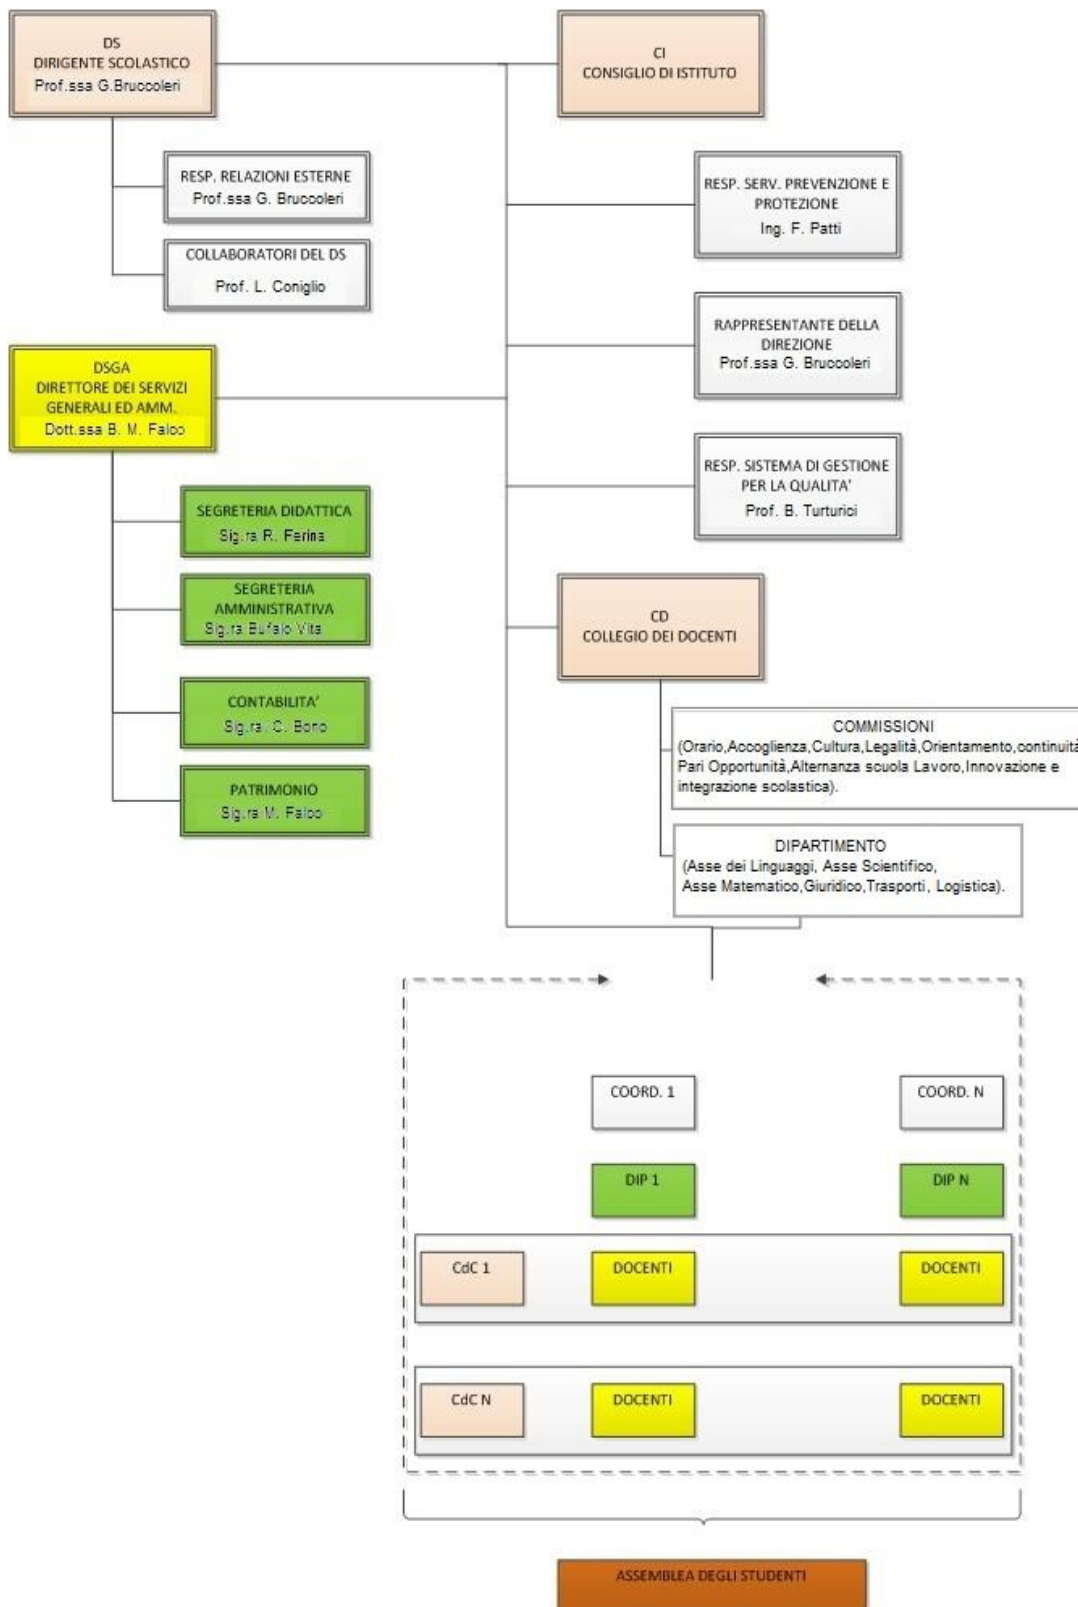 DS
DIRIGENTE SCOLASTICO
Prof.ssa G.Bruccoleri
CI
CONSIGLIO DI ISTITUTO
RESP. RELAZIONI ESTERNE
Prof.ssa G. Bruccoleri
COLLABORATORI DEL DS
Prof. L. Coniglio
RESP. SERV. PREVENZIONE E
PROTEZIONE
Ing. F. Patti
RAPPRESENTANTE DELLA
DIREZIONE
Prof.ssa G. Bruccoleri
DSGA
DIRETTORE DEI SERVIZI
GENERALI ED AMM.
Dott.ssa B. M. Falco
RESP. SISTEMA DI GESTIONE
PER LA QUALITA'
Prof. B. Turturici
SEGRETERIA DIDATTICA
Sig.ra R. Farina
SEGRETERIA
AMMINISTRATIVA
Sig.ra Bufalo Vita
CONTABILITA'
Sig.ra. C. Bono
PATRIMONIO
Sig.ra M. Falco
CD
COLLEGIO DEI DOCENTI
COMMISSIONI
(Orario,Accoglienza,Cultura,Legalità,Orientamento,continuità
Pari Opportunità,Alternanza scuola Lavoro,Innovazione e
integrazione scolastica).
DIPARTIMENTO
(Asse dei Linguaggi, Asse Scientifico,
Asse Matematico,Giuridico,Trasporti, Logistica).
COORD. 1
COORD. N
DIP 1
DIP N
CdC 1
DOCENTI
DOCENTI
CdC N
DOCENTI
DOCENTI
ASSEMBLEA DEGLI STUDENTI